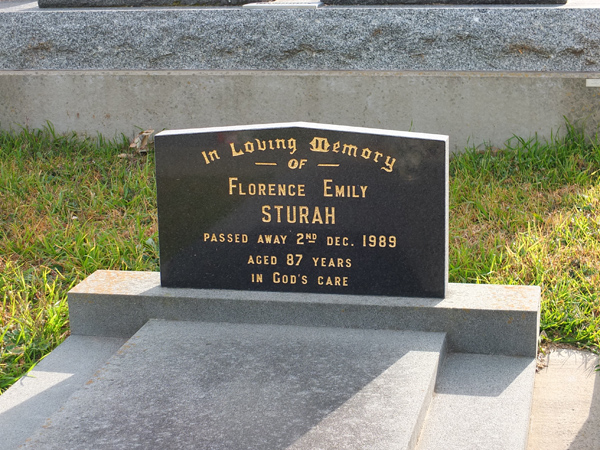 In Loving Memory
OF
FLORENCE EMILY
STURAH
PASSED AWAY 2ND DEC. 1989
AGED 87 YEARS
IN GOD'S CARE